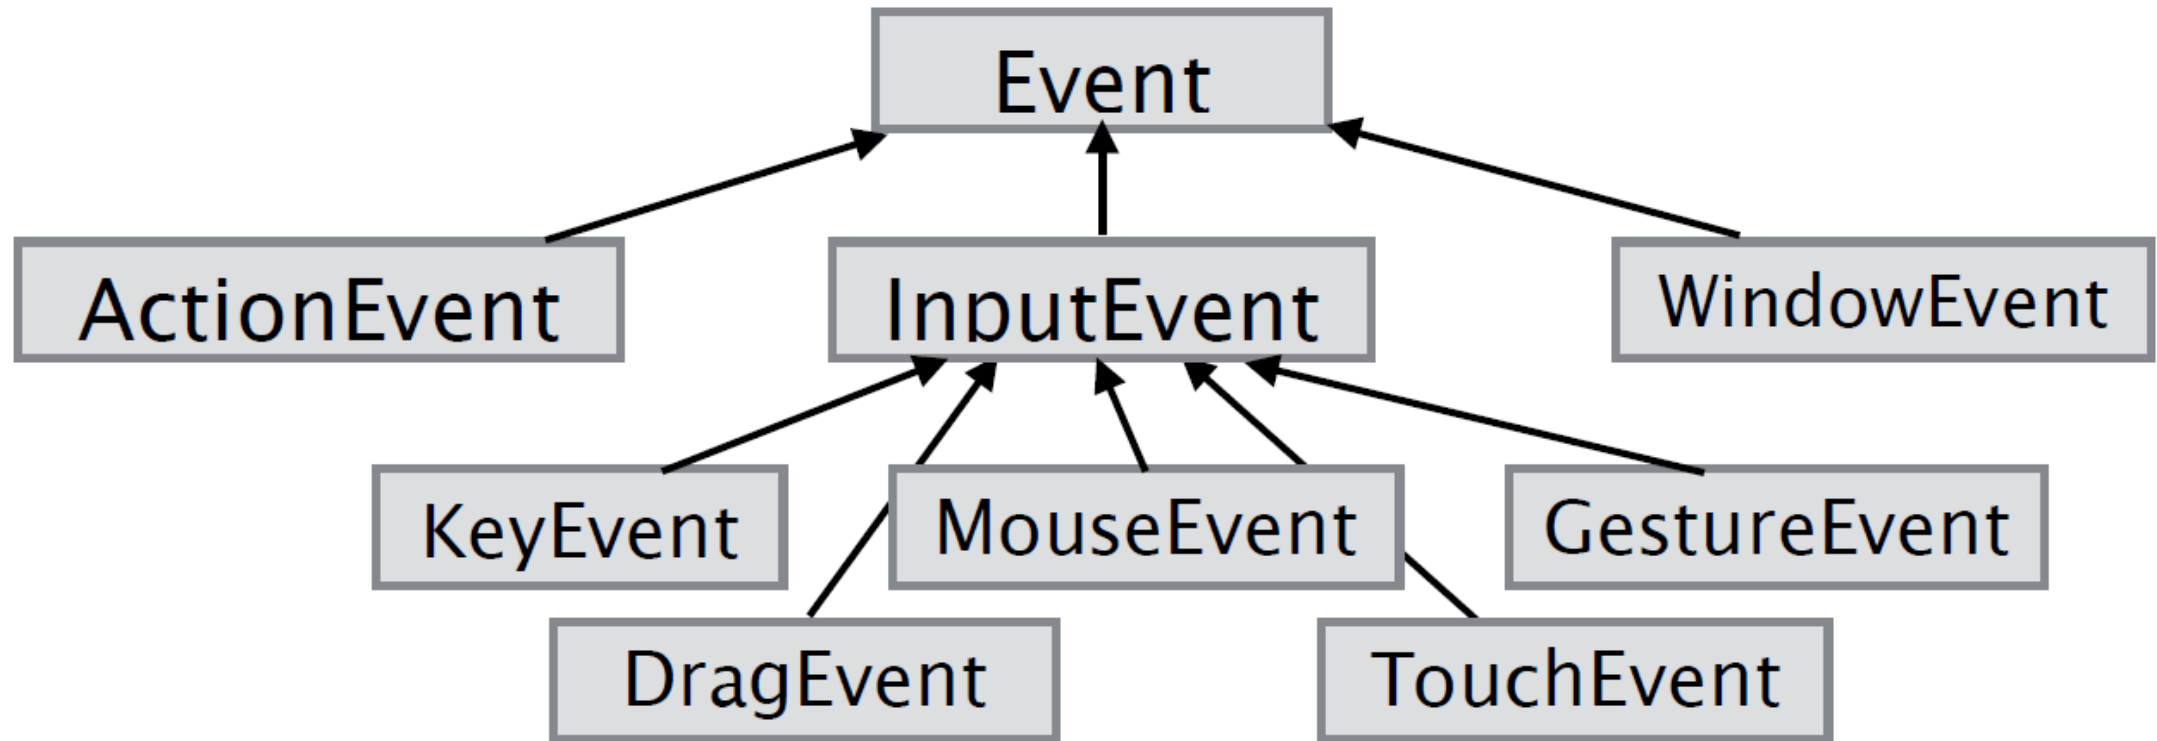 Event
ActionEvent
InputEvent
WindowEvent
KeyEvent
MouseEvent
GestureEvent
DragEvent
TouchEvent